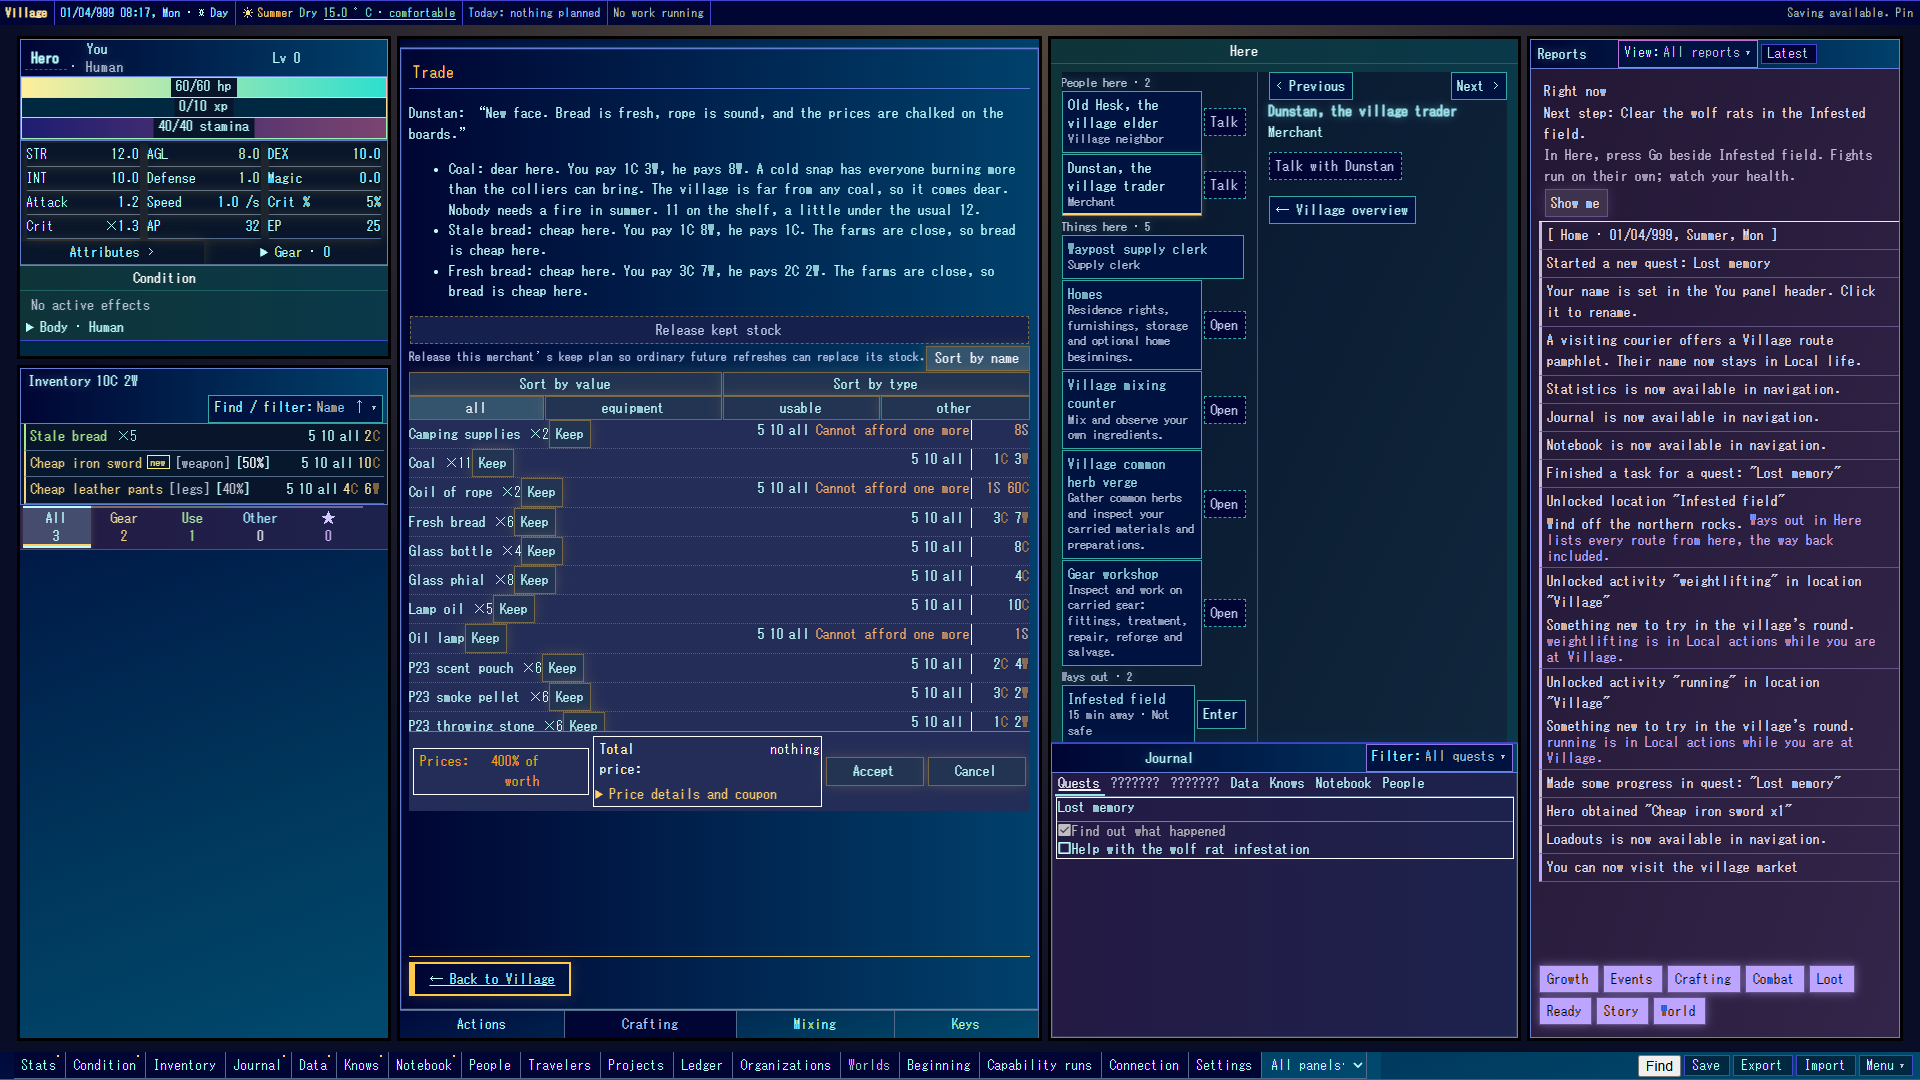 Village 01/04/999 08:17, Mon · ☀ Day ☀ Summer Dry 15.0 ° C · comfortable Today: nothing planned No work running Saving available. Pin
Hero · You Human Lv 0
60/60 hp
0/10 xp
40/40 stamina
STR 12.0 AGL 8.0 DEX 10.0
INT 10.0 Defense 1.0 Magic 0.0
Attack 1.2 Speed 1.0 /s Crit % 5%
Crit ×1.3 AP 32 EP 25
Attributes > ▶ Gear · 0
Condition
No active effects
▶ Body · Human
Inventory 10C 2W
Find / filter: Name ↑ ▾
Stale bread ×5 5 10 all 2C
Cheap iron sword new [weapon] [50%] 5 10 all 10C
Cheap leather pants [legs] [40%] 5 10 all 4C 6W
All Gear Use Other ★
3 2 1 0 0
Trade
Dunstan: “New face. Bread is fresh, rope is sound, and the prices are chalked on the
boards.”
• Coal: dear here. You pay 1C 3W, he pays 8W. A cold snap has everyone burning more
than the colliers can bring. The village is far from any coal, so it comes dear.
Nobody needs a fire in summer. 11 on the shelf, a little under the usual 12.
• Stale bread: cheap here. You pay 1C 8W, he pays 1C. The farms are close, so bread
is cheap here.
• Fresh bread: cheap here. You pay 3C 7W, he pays 2C 2W. The farms are close, so
bread is cheap here.
Release kept stock
Release this merchant's keep plan so ordinary future refreshes can replace its stock. Sort by name
Sort by value Sort by type
all equipment usable other
Camping supplies ×2 Keep 5 10 all Cannot afford one more 8S
Coal ×11 Keep 5 10 all 1C 3W
Coil of rope ×2 Keep 5 10 all Cannot afford one more 1S 60C
Fresh bread ×6 Keep 5 10 all 3C 7W
Glass bottle ×4 Keep 5 10 all 8C
Glass phial ×8 Keep 5 10 all 4C
Lamp oil ×5 Keep 5 10 all 10C
Oil lamp Keep 5 10 all Cannot afford one more 1S
P23 scent pouch ×6 Keep 5 10 all 2C 4W
P23 smoke pellet ×6 Keep 5 10 all 3C 2W
P23 throwing stone ×6 Keep 5 10 all 1C 2W
Prices: 400% of worth
Total price: nothing
▶ Price details and coupon
Accept Cancel
← Back to Village
Actions Crafting Mixing Keys
Here
People here · 2
Old Hesk, the
village elder
Village neighbor
Talk
Dunstan, the
village trader
Merchant
Talk
Things here · 5
Waypost supply clerk
Supply clerk
Homes
Residence rights,
furnishings, storage
and optional home
beginnings.
Open
Village mixing
counter
Mix and observe your
own ingredients.
Open
Village common
herb verge
Gather common herbs
and inspect your
carried materials and
preparations.
Open
Gear workshop
Inspect and work on
carried gear:
fittings, treatment,
repair, reforge and
salvage.
Open
Ways out · 2
Infested field
15 min away · Not
safe
Enter
< Previous Next >
Dunstan, the village trader
Merchant
Talk with Dunstan
← Village overview
Journal Filter: All quests ▾
Quests ??????? ??????? Data Knows Notebook People
Lost memory
Find out what happened
Help with the wolf rat infestation
Reports View: All reports ▾ Latest
Right now
Next step: Clear the wolf rats in the Infested
field.
In Here, press Go beside Infested field. Fights
run on their own; watch your health.
Show me
[ Home · 01/04/999, Summer, Mon ]
Started a new quest: Lost memory
Your name is set in the You panel header. Click
it to rename.
A visiting courier offers a Village route
pamphlet. Their name now stays in Local life.
Statistics is now available in navigation.
Journal is now available in navigation.
Notebook is now available in navigation.
Finished a task for a quest: "Lost memory"
Unlocked location "Infested field"
Wind off the northern rocks. Ways out in Here
lists every route from here, the way back
included.
Unlocked activity "weightlifting" in location
"Village"
Something new to try in the village's round.
weightlifting is in Local actions while you are
at Village.
Unlocked activity "running" in location
"Village"
Something new to try in the village's round.
running is in Local actions while you are at
Village.
Made some progress in quest: "Lost memory"
Hero obtained "Cheap iron sword x1"
Loadouts is now available in navigation.
You can now visit the village market
Growth Events Crafting Combat Loot
Ready Story World
Stats Condition Inventory Journal Data Knows Notebook People Travelers Projects Ledger Organizations Worlds Beginning Capability runs Connection Settings All panels Find Save Export Import Menu ▾